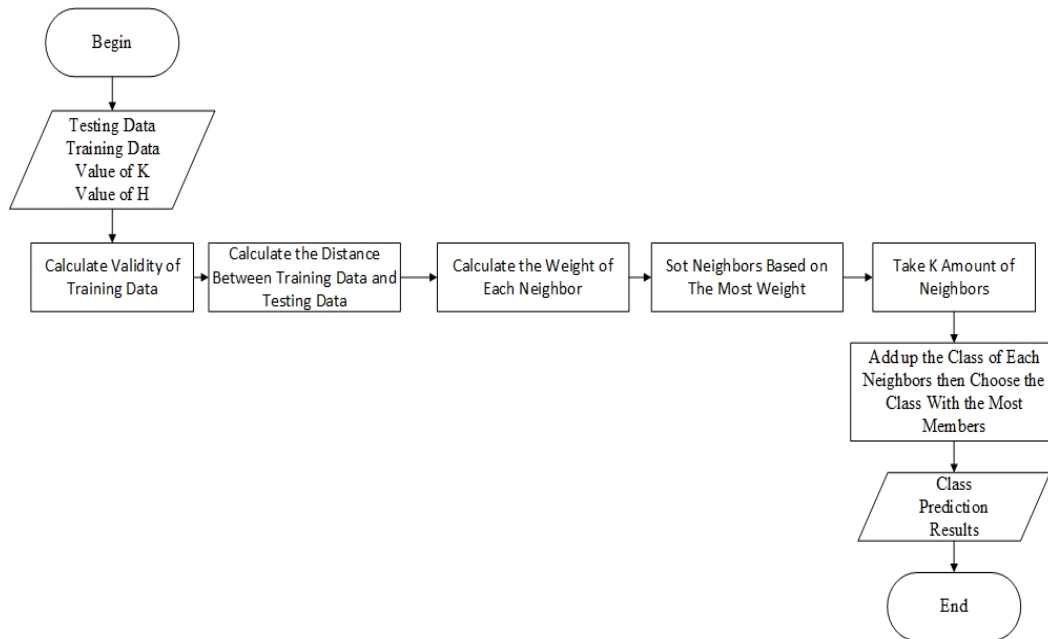 Begin
Testing Data
Training Data
Value of K
Value of H
Calculate Validity of
Training Data
Calculate the Distance
Between Training Data and
Testing Data
Calculate the Weight of
Each Neighbor
Sot Neighbors Based on
The Most Weight
Take K Amount of
Neighbors
Add up the Class of Each
Neighbors then Choose the
Class With the Most
Members
Class
Prediction
Results
End